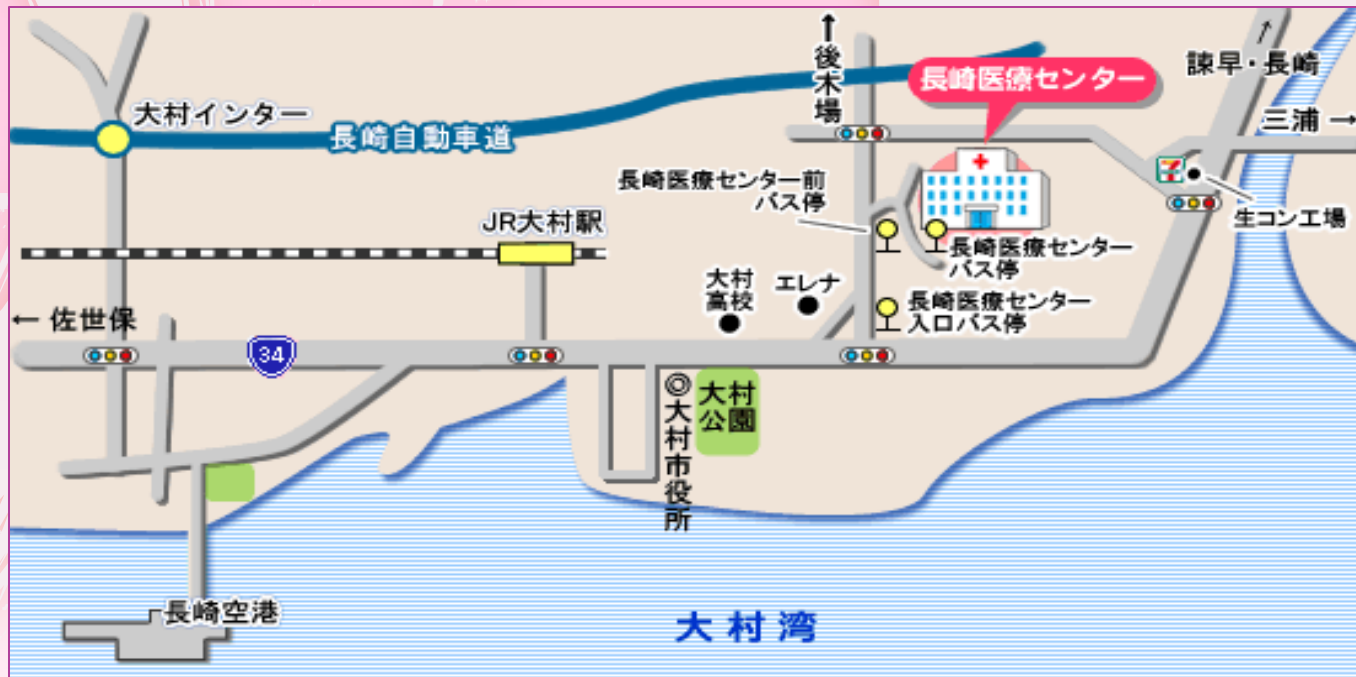 ↑後木場
長崎医療センター
諫早・長崎
↑
大村インター
三浦 →
長崎自動車道
7
長崎医療センター前
バス停
JR大村駅
生コン工場
長崎医療センター
バス停
大村
高校
エレナ
長崎医療センター
入口バス停
← 佐世保
34
◎大村市役所
大村
公園
長崎空港
大村湾